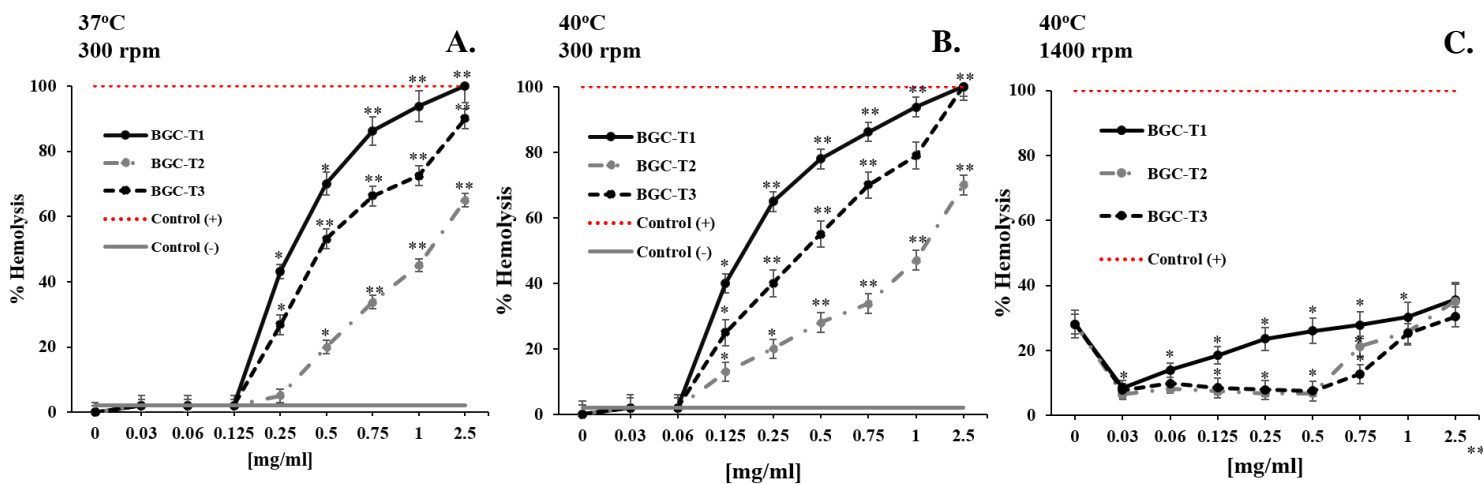 37°C
300 rpm
A.
% Hemolysis
100
80
60
40
20
0
BGC-T1
BGC-T2
BGC-T3
Control (+)
Control (-)
* * ** ** ** **
* ** ** ** **
* ** ** **
0 0.03 0.06 0.125 0.25 0.5 0.75 1 2.5
[mg/ml]
40°C
300 rpm
B.
% Hemolysis
100
80
60
40
20
0
BGC-T1
BGC-T2
BGC-T3
Control (+)
Control (-)
* ** ** ** ** **
* ** ** **
* * ** ** ** **
0 0.03 0.06 0.125 0.25 0.5 0.75 1 2.5
[mg/ml]
40°C
1400 rpm
C.
% Hemolysis
100
80
60
40
20
0
BGC-T1
BGC-T2
BGC-T3
Control (+)
* * * * * * *
* * * * *
*
0 0.03 0.06 0.125 0.25 0.5 0.75 1 2.5
**
[mg/ml]